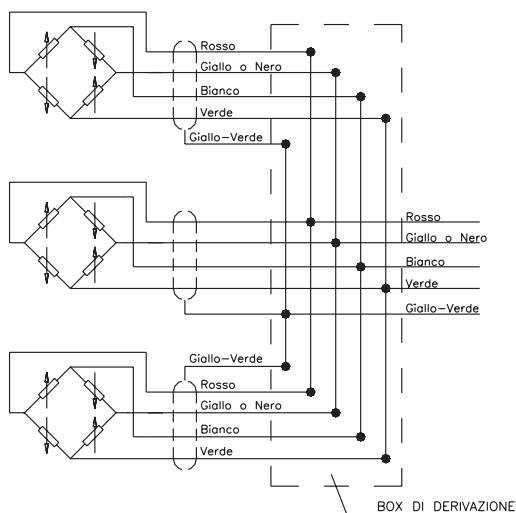 Rosso
Giallo o Nero
Bianco
Verde
Giallo-Verde
Rosso
Giallo o Nero
Bianco
Verde
Giallo-Verde
Giallo-Verde
Rosso
Giallo o Nero
Bianco
Verde
BOX DI DERIVAZIONE